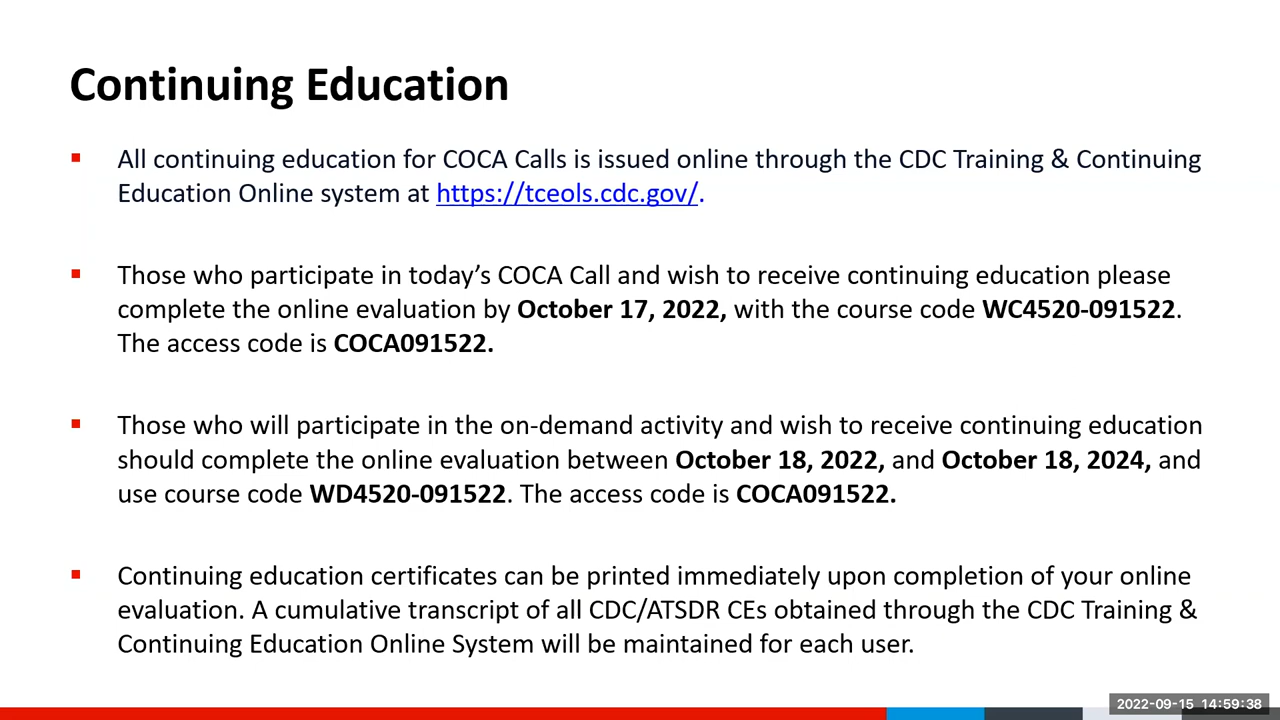 Continuing Education
All continuing education for COCA Calls is issued online through the CDC Training & Continuing
Education Online system at https://tceols.cdc.gov/.
Those who participate in today’s COCA Call and wish to receive continuing education please
complete the online evaluation by October 17, 2022, with the course code WC4520-091522.
The access code is COCA091522.
Those who will participate in the on-demand activity and wish to receive continuing education
should complete the online evaluation between October 18, 2022, and October 18, 2024, and
use course code WD4520-091522. The access code is COCA091522.
Continuing education certificates can be printed immediately upon completion of your online
evaluation. A cumulative transcript of all CDC/ATSDR CEs obtained through the CDC Training &
Continuing Education Online System will be maintained for each user.
2022-09-15 14:59:38